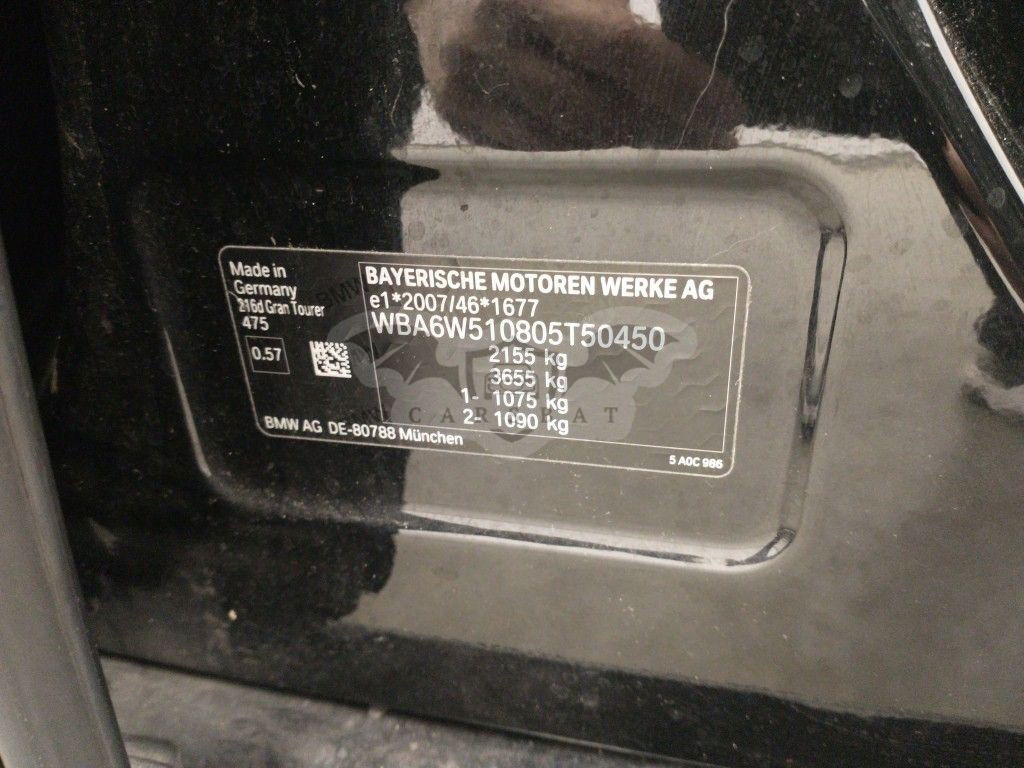 Made in
Germany
216d Gran Tourer
475
0.57
BAYERISCHE MOTOREN WERKE AG
e1*2007/46*1677
WBA6W510805T50450
2155 kg
3655 kg
1- 1075 kg
2- 1090 kg
BMW AG DE-80788 München
5 A0C 986